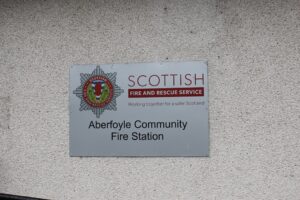 SCOTTISH
FIRE AND RESCUE SERVICE
Working together for a safer Scotland
Aberfoyle Community
Fire Station